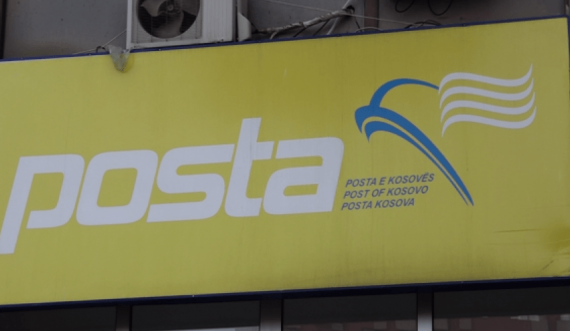 posta
POSTA E KOSOVËS
POST OF KOSOVO
POSTA KOSOVA